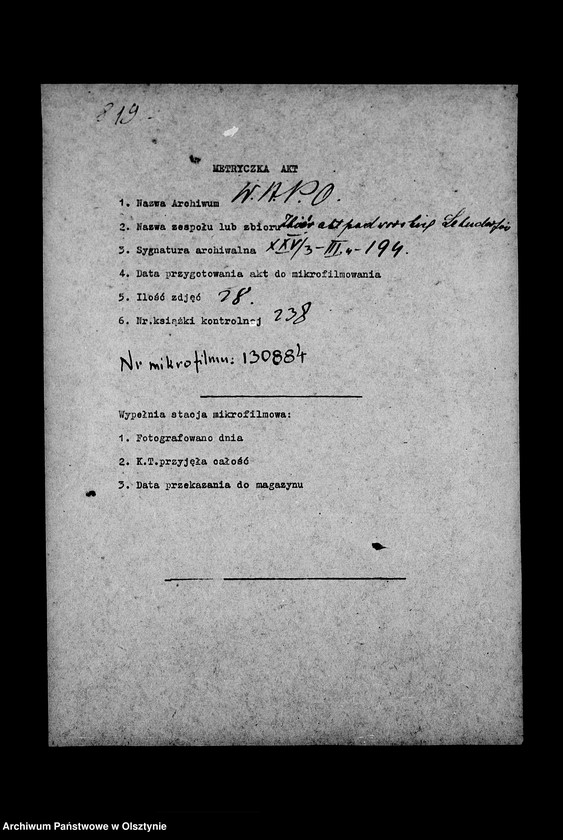 819.
METRYCZKA AKT
1. Nazwa Archiwum W.A.P.O.
2. Nazwa zespołu lub zbioru Zbiór akt podworskich
3. Sygnatura archiwalna XXV/3-III.-194.
4. Data przygotowania akt do mikrofilmowania
5. Ilość zdjęć 28.
6. Nr.książki kontrolnej 238
Nr mikrofilmu: 130884
Wypełnia stacja mikrofilmowa:
1. Fotografowano dnia
2. K.T.przyjęła całość
3. Data przekazania do magazynu
Archiwum Państwowe w Olsztynie